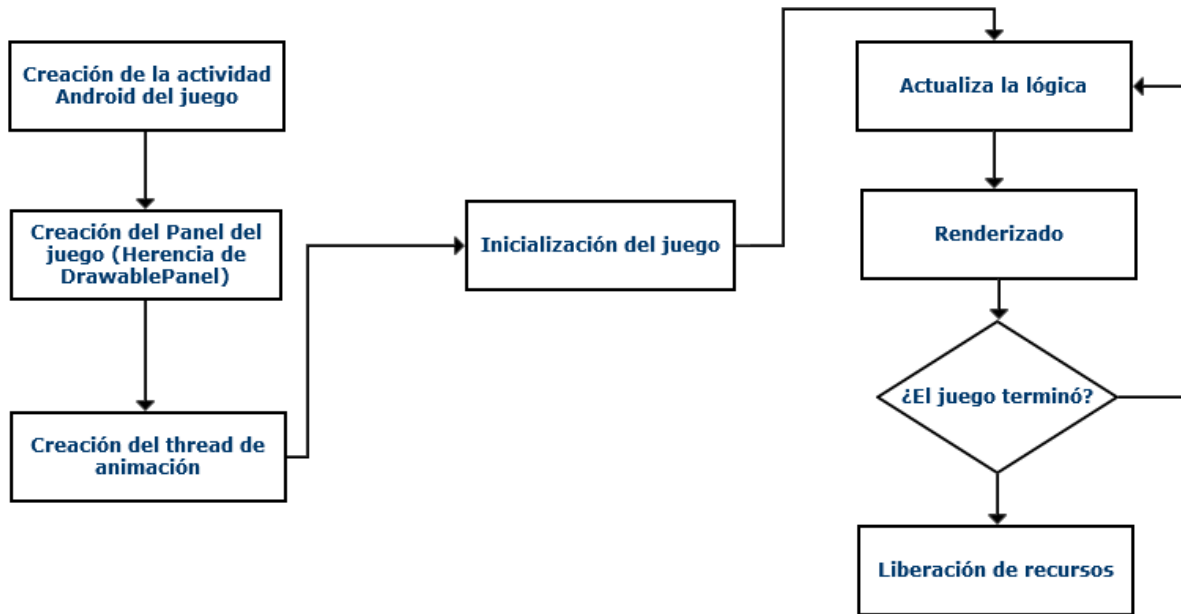 Creación de la actividad
Android del juego
Creación del Panel del
juego (Herencia de
DrawablePanel)
Creación del thread de
animación
Inicialización del juego
Actualiza la lógica
Renderizado
¿El juego terminó?
Liberación de recursos